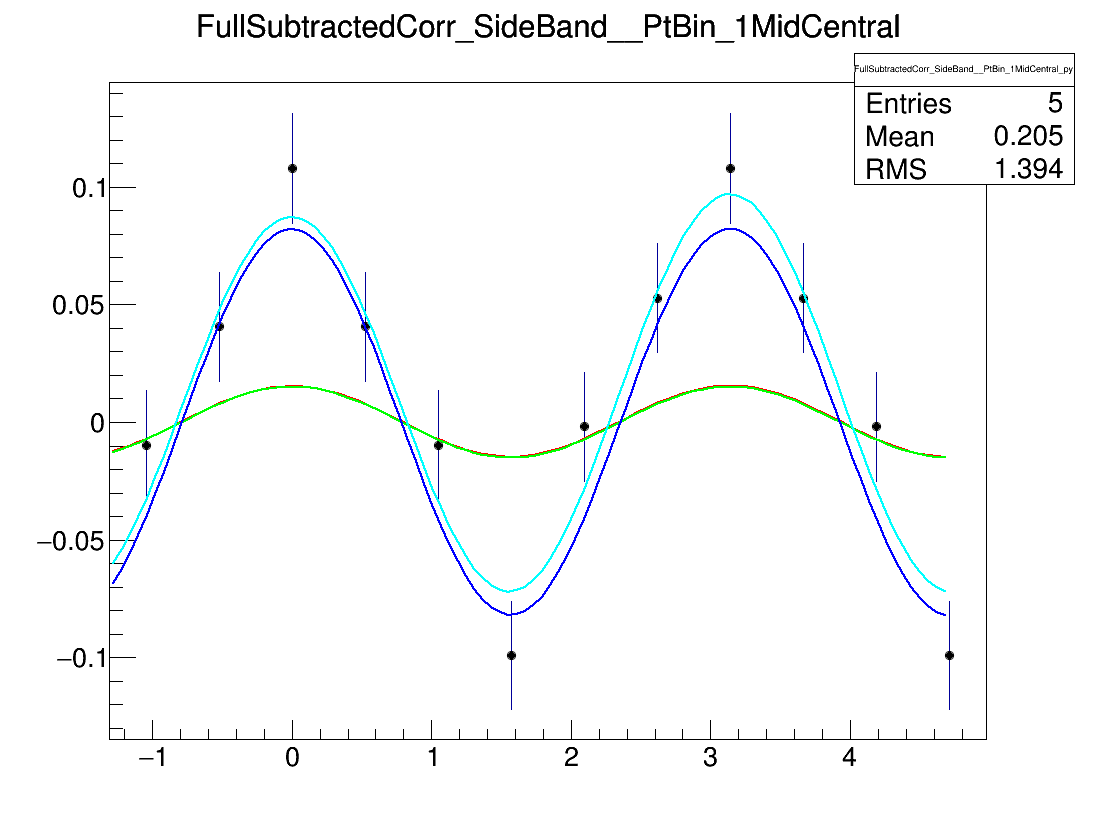 FullSubtractedCorr_SideBand__PtBin_1MidCentral
FullSubtractedCorr_SideBand__PtBin_1MidCentral_py
Entries 5
Mean 0.205
RMS 1.394
0.1
0.05
0
−0.05
−0.1
−1 0 1 2 3 4